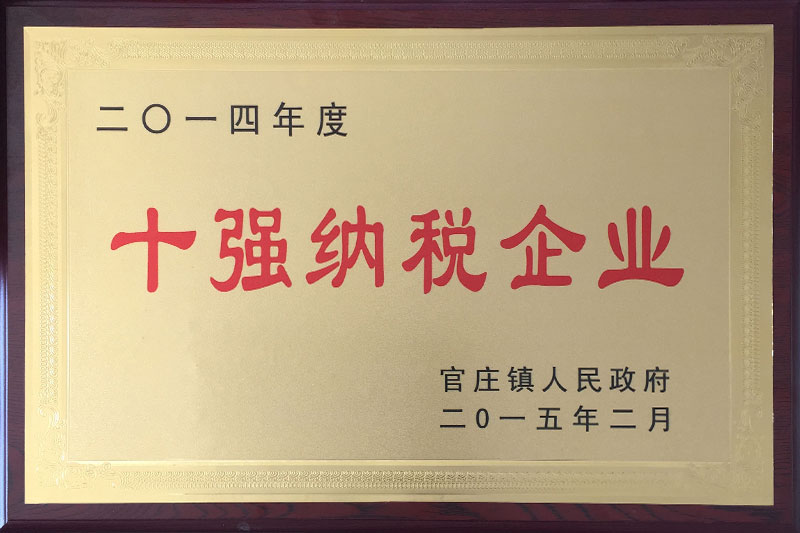 二〇一四年度
十强纳税企业
官庄镇人民政府
二0一五年二月